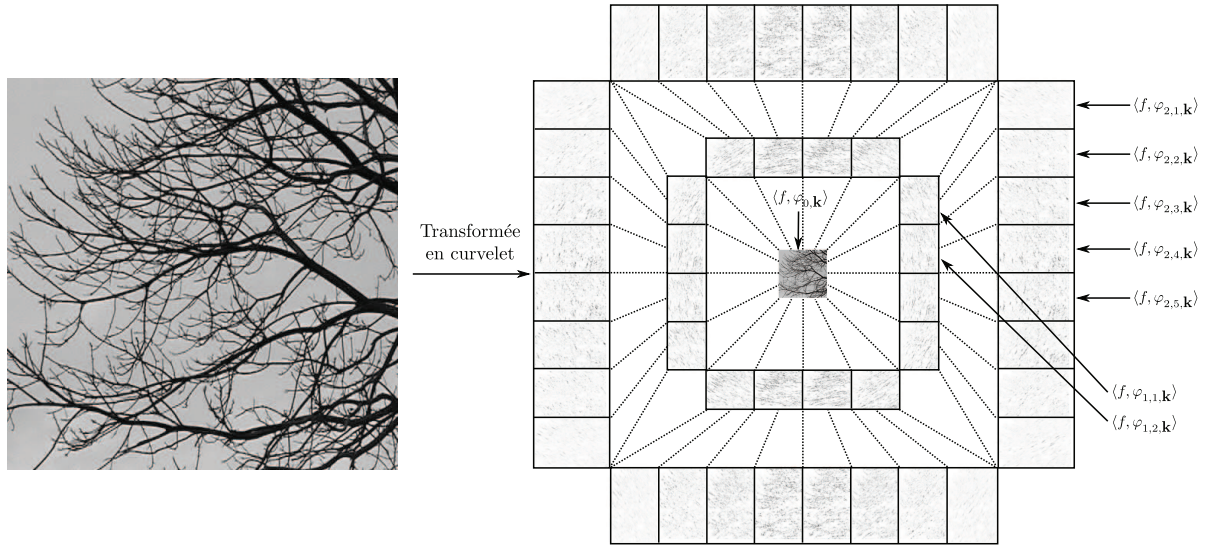 Transformée
en curvelet
⟨f, φ0,k⟩
⟨f, φ2,1,k⟩
⟨f, φ2,2,k⟩
⟨f, φ2,3,k⟩
⟨f, φ2,4,k⟩
⟨f, φ2,5,k⟩
⟨f, φ1,1,k⟩
⟨f, φ1,2,k⟩